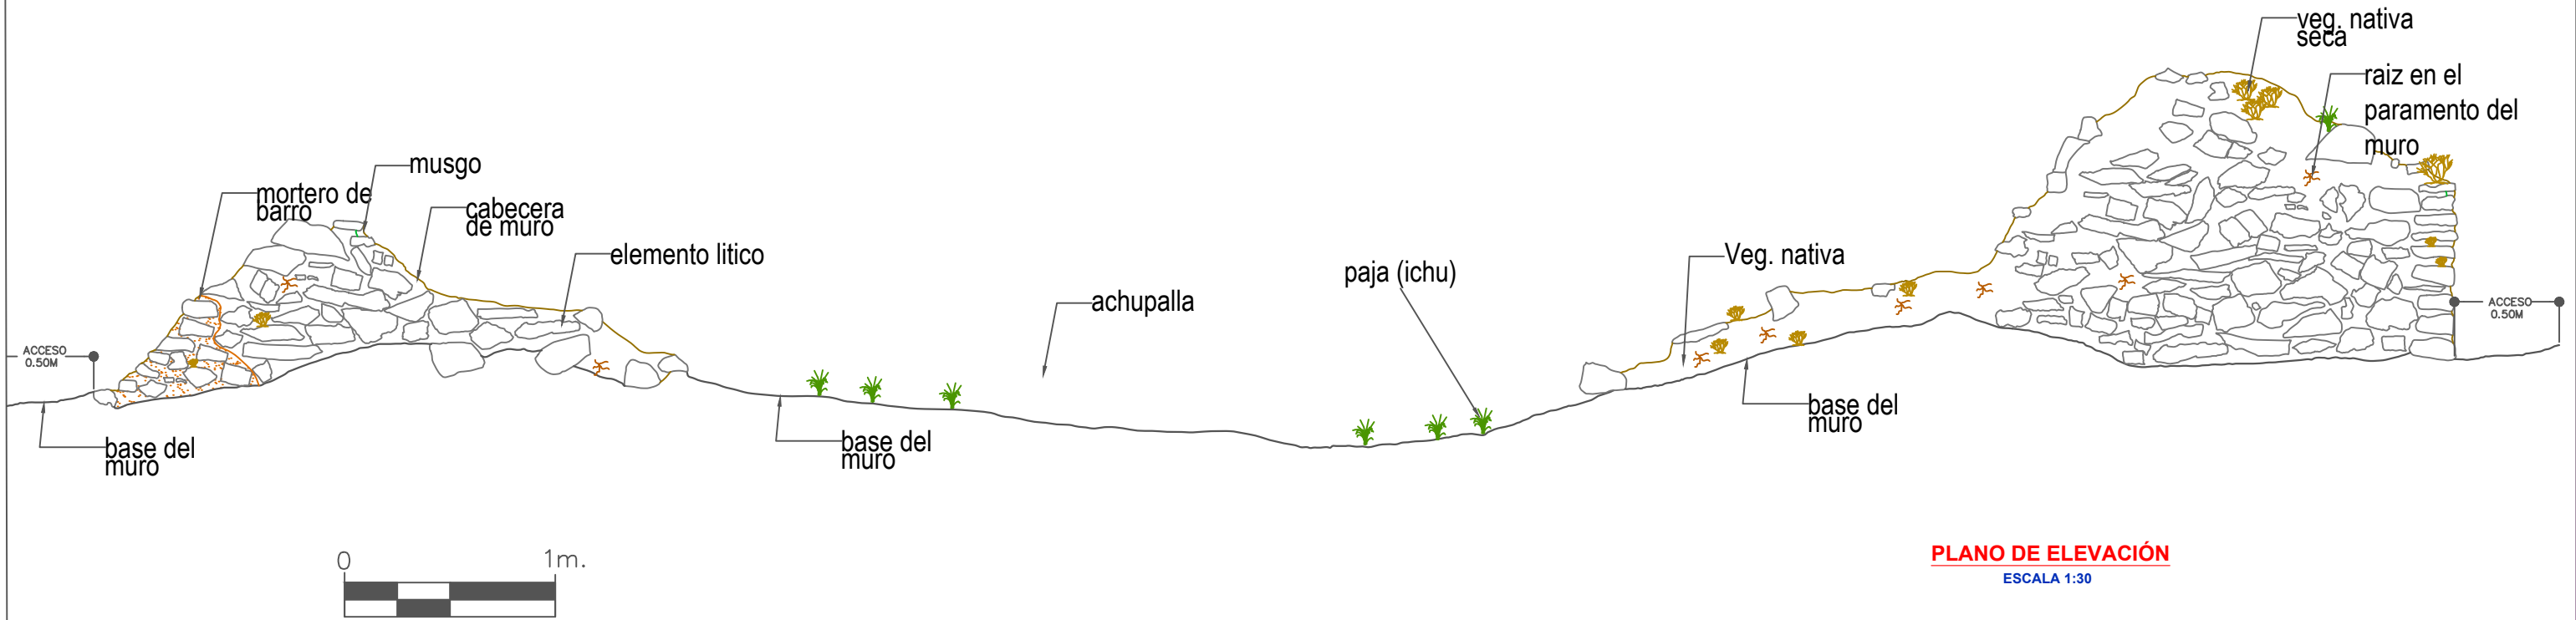 veg. nativa
seca
raiz en el
paramento del
muro
musgo
mortero de
barro
cabecera
de muro
elemento litico
achupalla
paja (ichu)
Veg. nativa
ACCESO
0.50M
ACCESO
0.50M
base del
muro
base del
muro
base del
muro
0 1m.
PLANO DE ELEVACIÓN
ESCALA 1:30